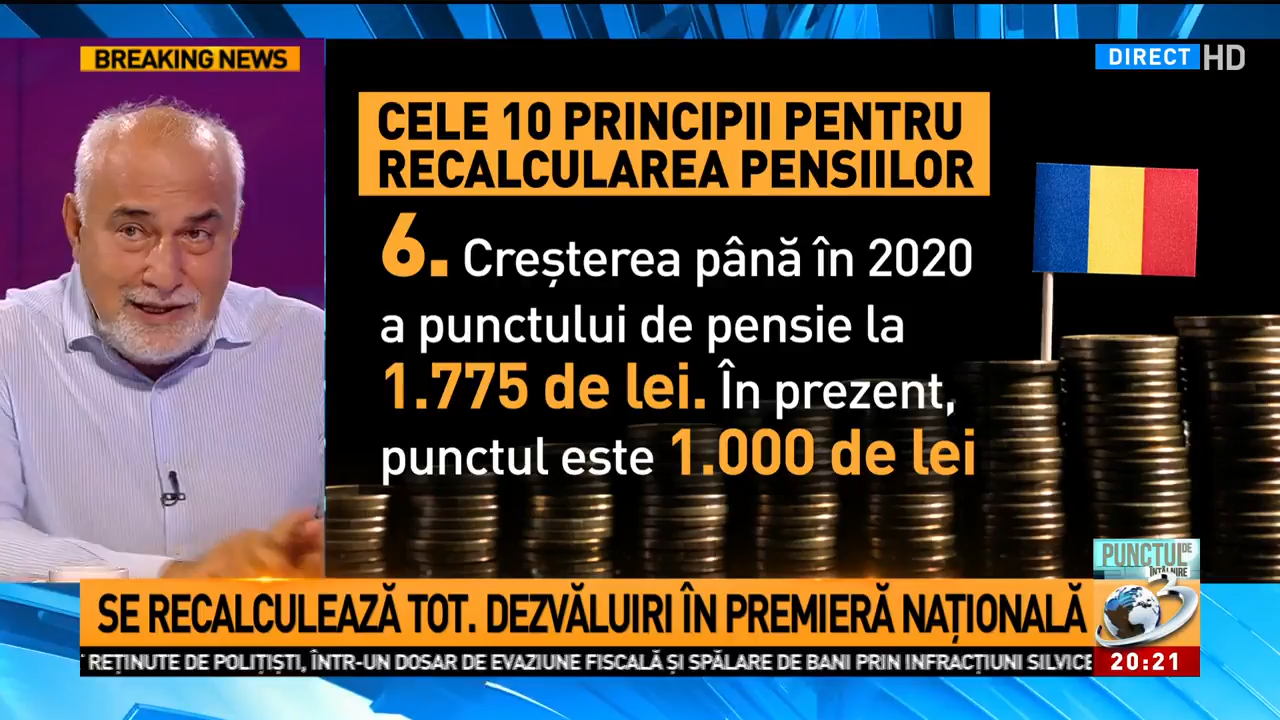 BREAKING NEWS
DIRECT HD
CELE 10 PRINCIPII PENTRU
RECALCULAREA PENSIILOR
6. Creșterea până în 2020
a punctului de pensie la
1.775 de lei. În prezent,
punctul este 1.000 de lei
PUNCTUL DE
ÎNTÂLNIRE
SE RECALCULEAZĂ TOT. DEZVĂLUIRI ÎN PREMIERĂ NAȚIONALĂ
REȚINUTE DE POLIȚIȘTI, ÎNTR-UN DOSAR DE EVAZIUNE FISCALĂ ȘI SPĂLARE DE BANI PRIN INFRACȚIUNI SILVICE
20:21